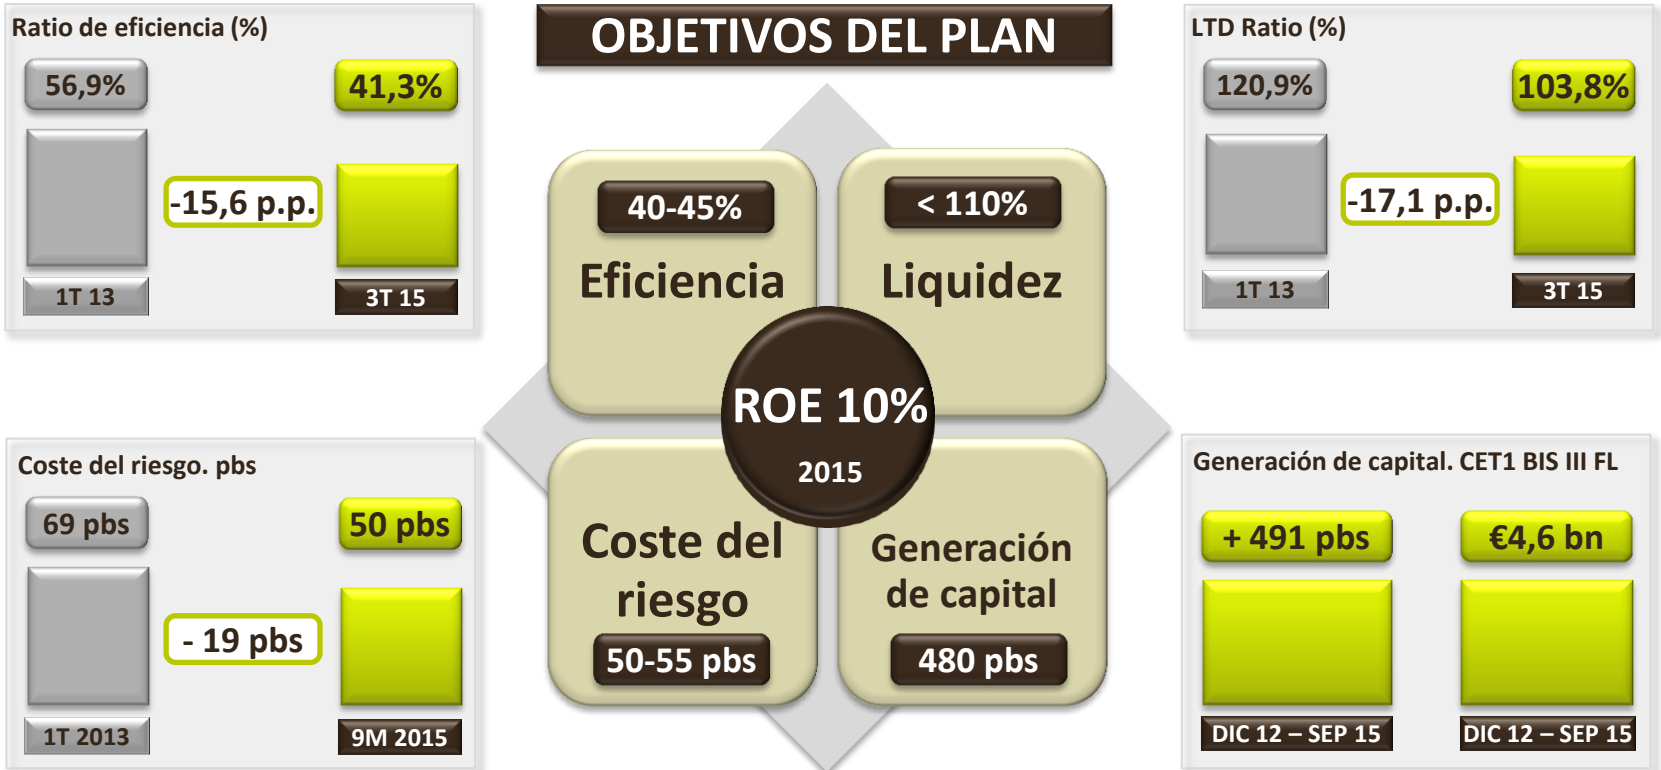 OBJETIVOS DEL PLAN
Ratio de eficiencia (%)
56,9%
41,3%
-15,6 p.p.
1T 13
3T 15
LTD Ratio (%)
120,9%
103,8%
-17,1 p.p.
1T 13
3T 15
40-45%
Eficiencia
< 110%
Liquidez
ROE 10%
2015
Coste del
riesgo
50-55 pbs
Generación
de capital
480 pbs
Coste del riesgo. pbs
69 pbs
50 pbs
- 19 pbs
1T 2013
9M 2015
Generación de capital. CET1 BIS III FL
+ 491 pbs
€4,6 bn
DIC 12 – SEP 15
DIC 12 – SEP 15